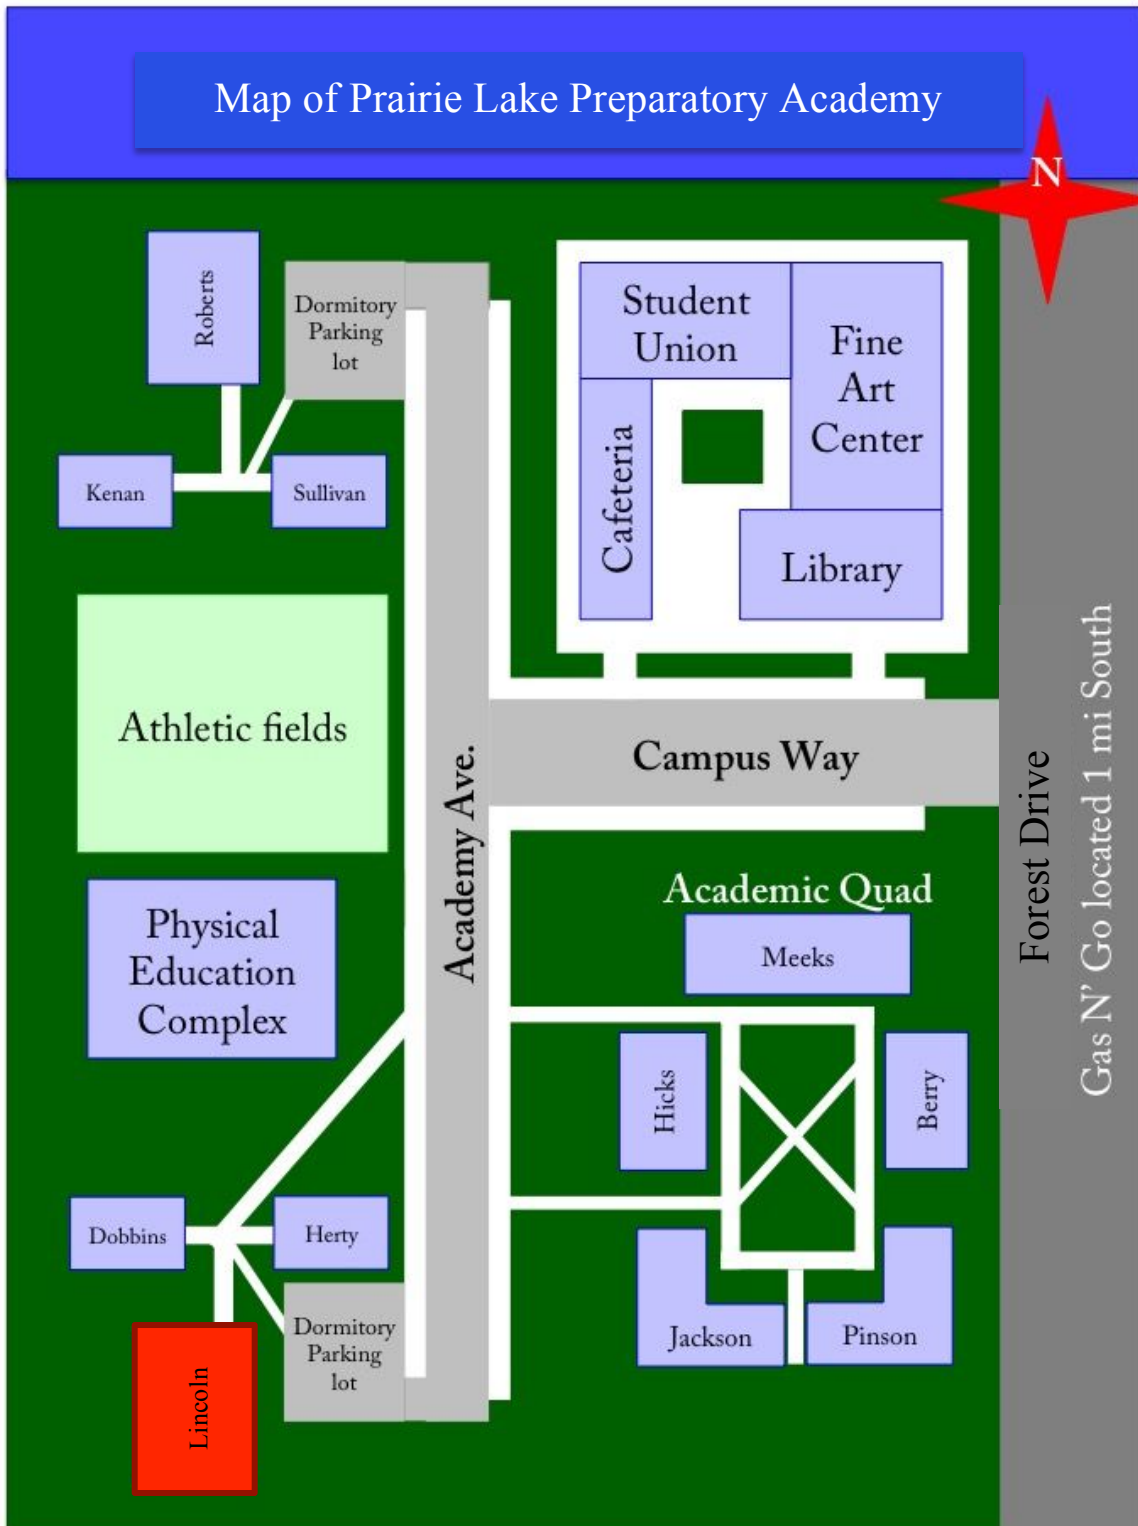 Map of Prairie Lake Preparatory Academy
N
Roberts
Dormitory
Parking
lot
Kenan
Sullivan
Student
Union
Fine
Art
Center
Cafeteria
Library
Athletic fields
Campus Way
Academy Ave.
Forest Drive
Gas N' Go located 1 mi South
Physical
Education
Complex
Academic Quad
Meeks
Hicks
Berry
Dobbins
Herty
Dormitory
Parking
lot
Jackson
Pinson
Lincoln